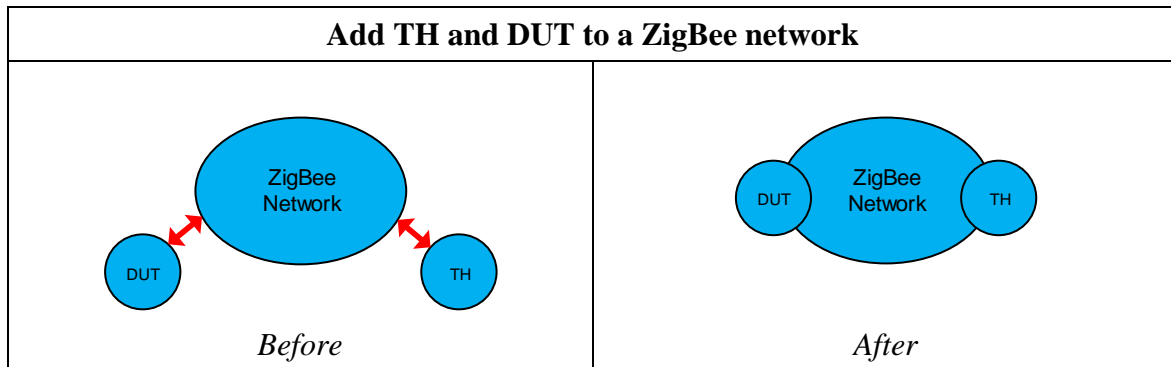 Add TH and DUT to a ZigBee network
ZigBee
Network
DUT
TH
Before
DUT
ZigBee
Network
TH
After